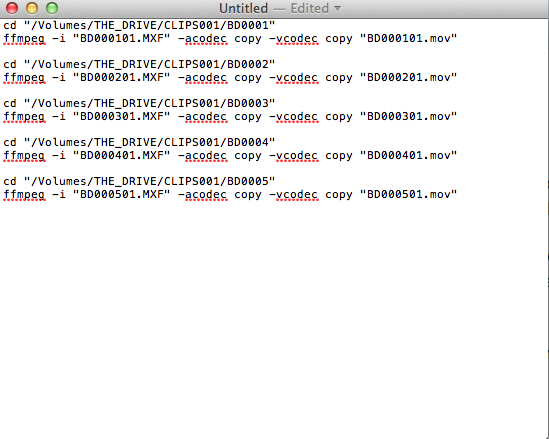 Untitled — Edited
cd "/Volumes/THE_DRIVE/CLIPS001/BD0001"
ffmpeg -i "BD000101.MXF" -acodec copy -vcodec copy "BD000101.mov"
cd "/Volumes/THE_DRIVE/CLIPS001/BD0002"
ffmpeg -i "BD000201.MXF" -acodec copy -vcodec copy "BD000201.mov"
cd "/Volumes/THE_DRIVE/CLIPS001/BD0003"
ffmpeg -i "BD000301.MXF" -acodec copy -vcodec copy "BD000301.mov"
cd "/Volumes/THE_DRIVE/CLIPS001/BD0004"
ffmpeg -i "BD000401.MXF" -acodec copy -vcodec copy "BD000401.mov"
cd "/Volumes/THE_DRIVE/CLIPS001/BD0005"
ffmpeg -i "BD000501.MXF" -acodec copy -vcodec copy "BD000501.mov"